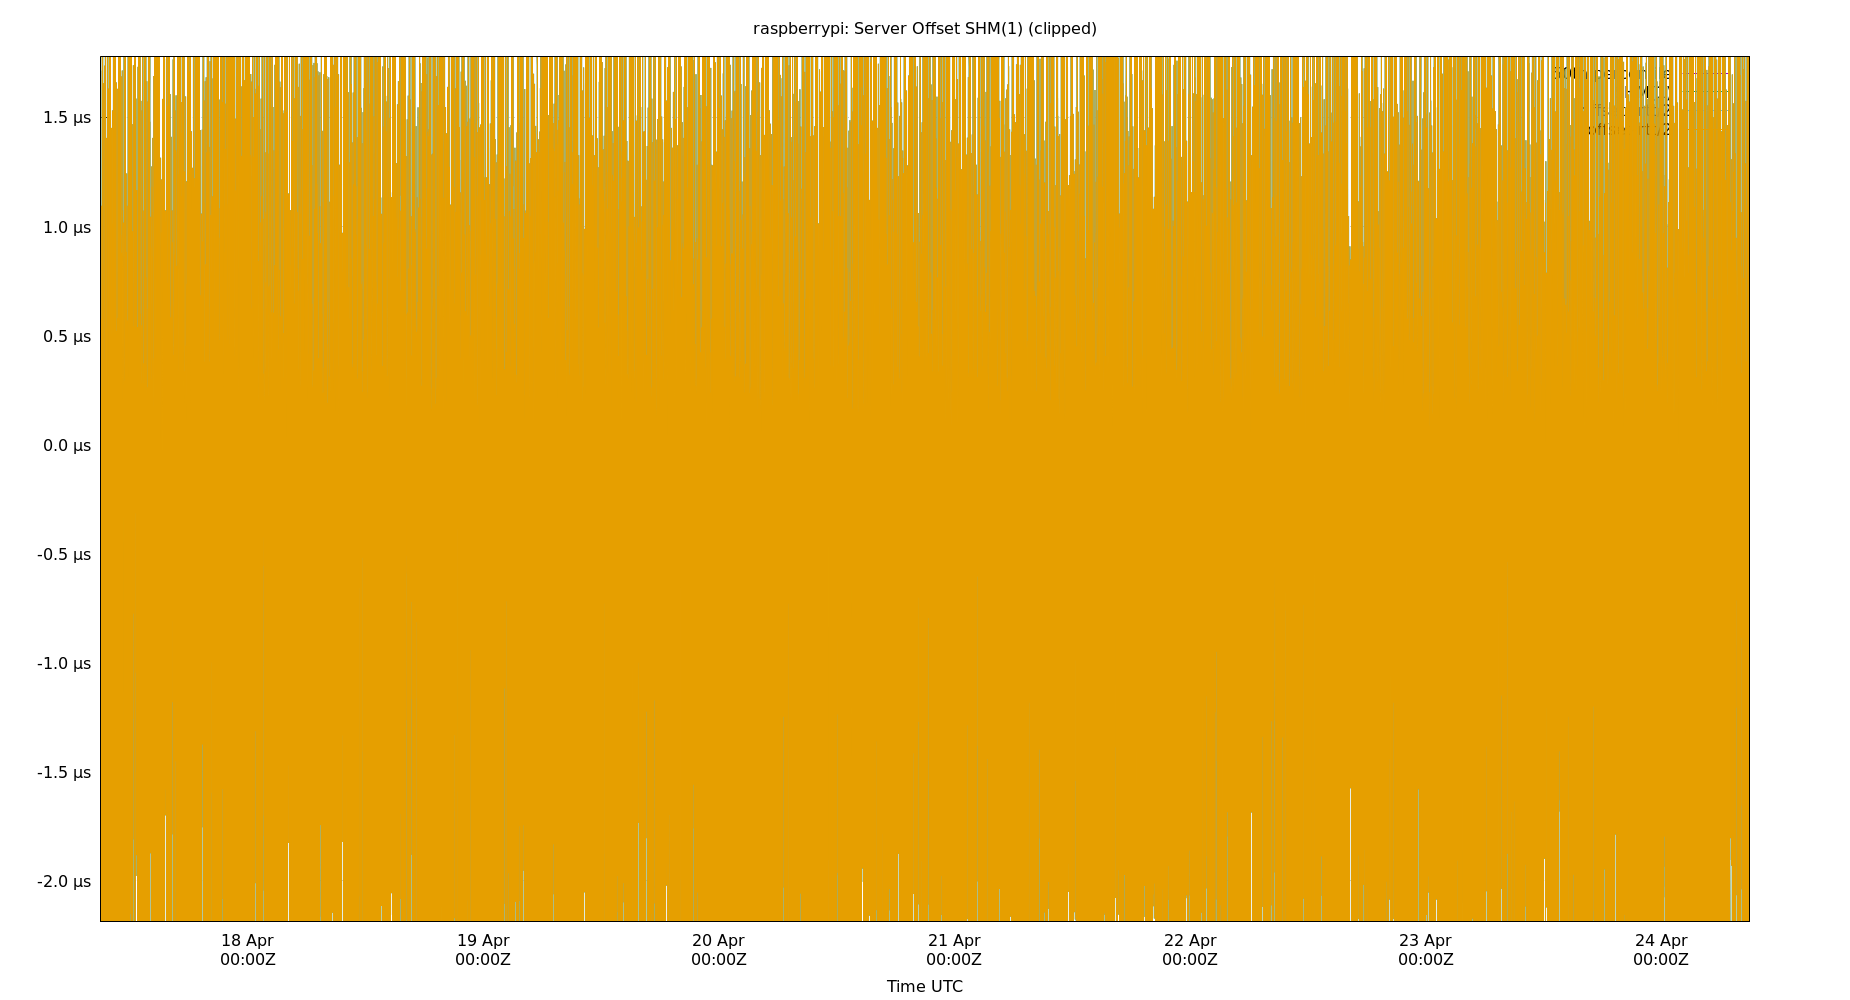 raspberrypi: Server Offset SHM(1) (clipped)
1.5 µs
1.0 µs
0.5 µs
0.0 µs
-0.5 µs
-1.0 µs
-1.5 µs
-2.0 µs
18 Apr
00:00Z
19 Apr
00:00Z
20 Apr
00:00Z
21 Apr
00:00Z
22 Apr
00:00Z
23 Apr
00:00Z
24 Apr
00:00Z
Time UTC